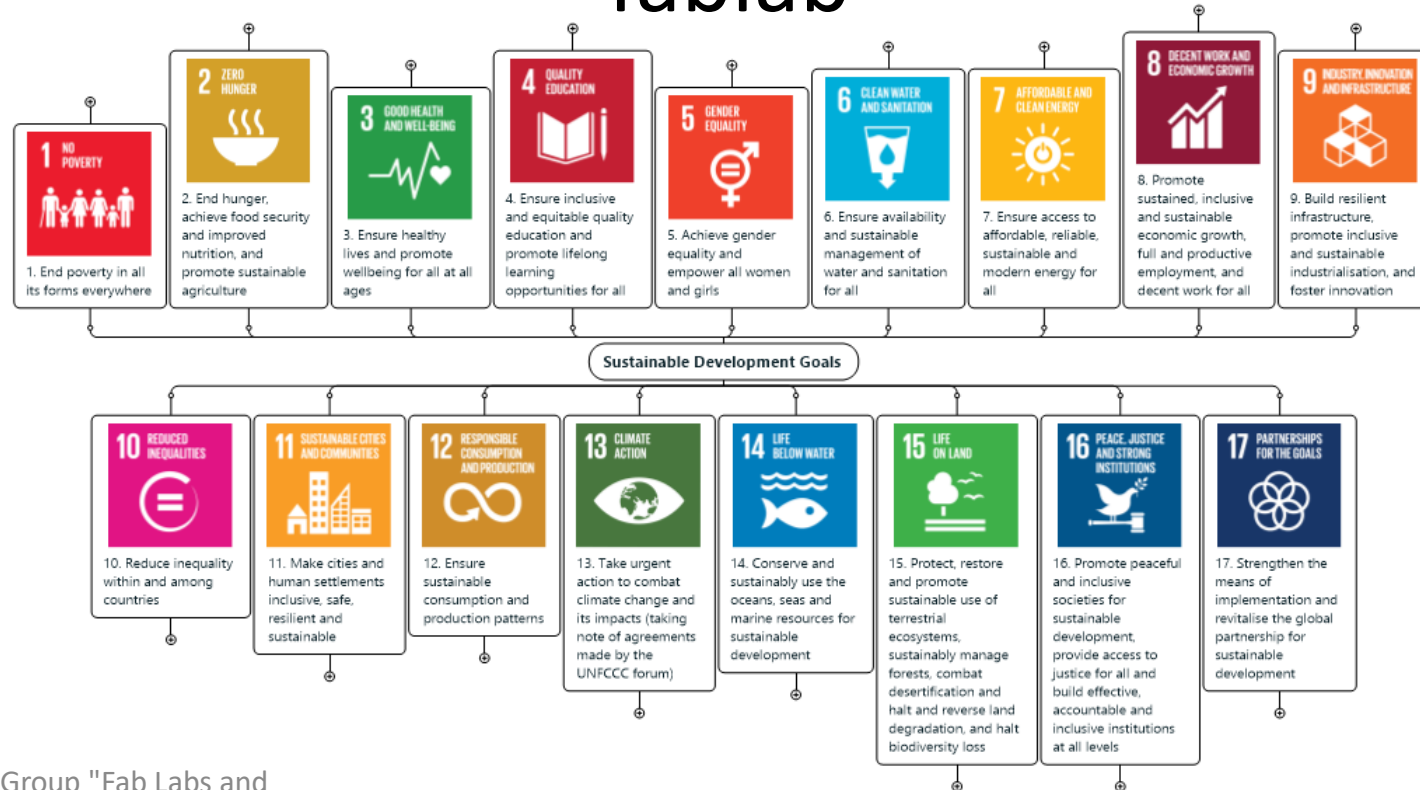 Fablab
1 NO
POVERTY
1. End poverty in all
its forms everywhere
2 ZERO
HUNGER
2. End hunger,
achieve food security
and improved
nutrition, and
promote sustainable
agriculture
3 GOOD HEALTH
AND WELL-BEING
3. Ensure healthy
lives and promote
wellbeing for all at all
ages
4 QUALITY
EDUCATION
4. Ensure inclusive
and equitable quality
education and
promote lifelong
learning
opportunities for all
5 GENDER
EQUALITY
5. Achieve gender
equality and
empower all women
and girls
6 CLEAN WATER
AND SANITATION
6. Ensure availability
and sustainable
management of
water and sanitation
for all
7 AFFORDABLE AND
CLEAN ENERGY
7. Ensure access to
affordable, reliable,
sustainable and
modern energy for
all
8 DECENT WORK AND
ECONOMIC GROWTH
8. Promote
sustained, inclusive
and sustainable
economic growth,
full and productive
employment, and
decent work for all
9 INDUSTRY, INNOVATION
AND INFRASTRUCTURE
9. Build resilient
infrastructure,
promote inclusive
and sustainable
industrialisation, and
foster innovation
Sustainable Development Goals
10 REDUCED
INEQUALITIES
10. Reduce inequality
within and among
countries
11 SUSTAINABLE CITIES
AND COMMUNITIES
11. Make cities and
human settlements
inclusive, safe,
resilient and
sustainable
12 RESPONSIBLE
CONSUMPTION
AND PRODUCTION
12. Ensure
sustainable
consumption and
production patterns
13 CLIMATE
ACTION
13. Take urgent
action to combat
climate change and
its impacts (taking
note of agreements
made by the
UNFCCC forum)
14 LIFE
BELOW WATER
14. Conserve and
sustainably use the
oceans, seas and
marine resources for
sustainable
development
15 LIFE
ON LAND
15. Protect, restore
and promote
sustainable use of
terrestrial
ecosystems,
sustainably manage
forests, combat
desertification and
halt and reverse land
degradation, and halt
biodiversity loss
16 PEACE, JUSTICE
AND STRONG
INSTITUTIONS
16. Promote peaceful
and inclusive
societies for
sustainable
development,
provide access to
justice for all and
build effective,
accountable and
inclusive institutions
at all levels
17 PARTNERSHIPS
FOR THE GOALS
17. Strengthen the
means of
implementation and
revitalise the global
partnership for
sustainable
development
Group "Fab Labs and